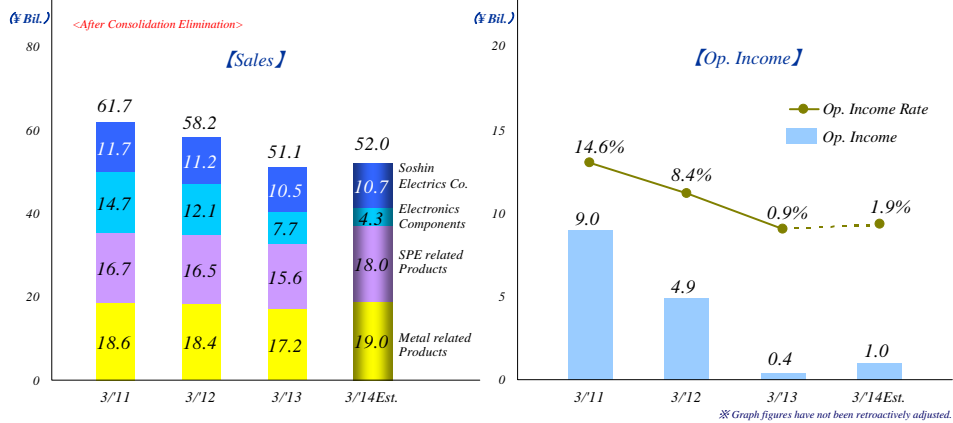 (¥ Bil.)
<After Consolidation Elimination>
【Sales】
80
60
40
20
0
61.7
58.2
51.1
52.0
11.7
11.2
10.5
10.7
14.7
12.1
7.7
4.3
16.7
16.5
15.6
18.0
18.6
18.4
17.2
19.0
Soshin
Electrics Co.
Electronics
Components
SPE related
Products
Metal related
Products
3/'11
3/'12
3/'13
3/'14Est.
(¥ Bil.)
【Op. Income】
20
15
10
5
0
Op. Income Rate
Op. Income
14.6%
8.4%
0.9%
1.9%
9.0
4.9
0.4
1.0
3/'11
3/'12
3/'13
3/'14Est.
※ Graph figures have not been retroactively adjusted.